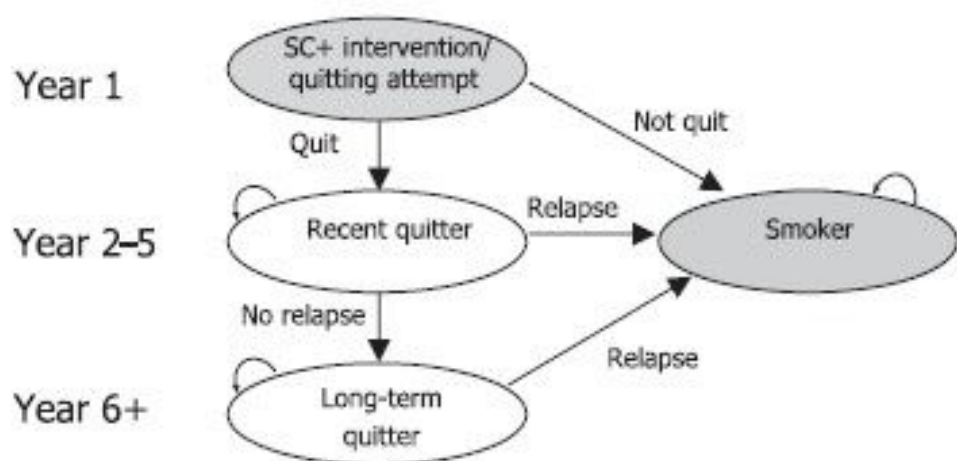 SC+ intervention/
quitting attempt
Year 1
Not quit
Quit
Relapse
Year 2–5
Recent quitter
Smoker
No relapse
Relapse
Year 6+
Long-term
quitter